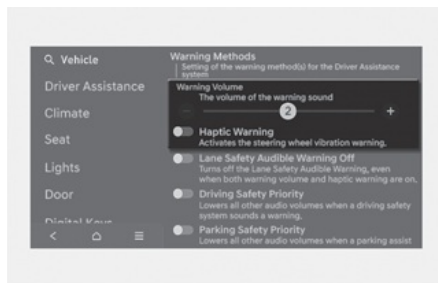 Vehicle
Driver Assistance
Climate
Seat
Lights
Door
Digital Keys
Warning Methods
Setting of the warning method(s) for the Driver Assistance
system
Warning Volume
The volume of the warning sound
2
Haptic Warning
Activates the steering wheel vibration warning.
Lane Safety Audible Warning Off
Turns off the Lane Safety Audible Warning, even
when both warning volume and haptic warning are on.
Driving Safety Priority
Lowers all other audio volumes when a driving safety
system sounds a warning.
Parking Safety Priority
Lowers all other audio volumes when a parking assist